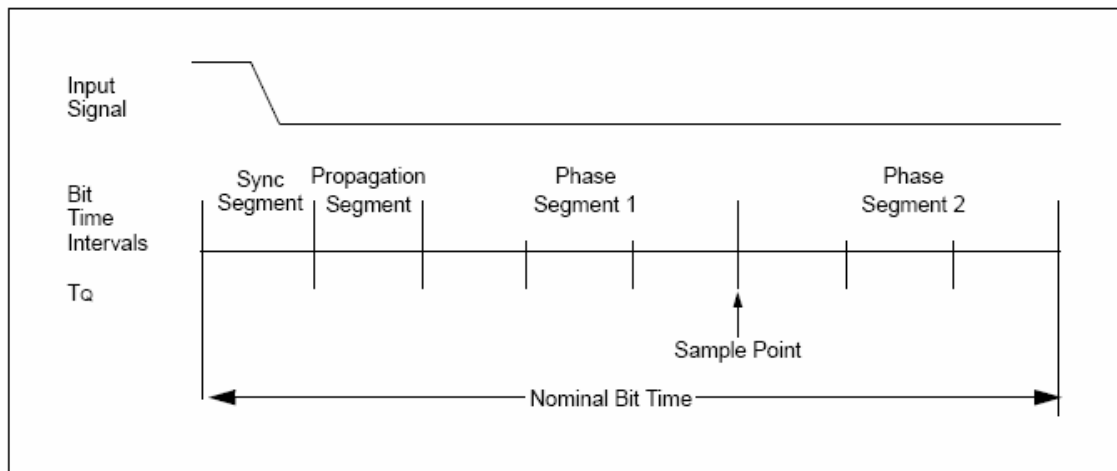 Input
Signal
Bit
Time
Intervals
Sync
Segment
Propagation
Segment
Phase
Segment 1
Phase
Segment 2
TQ
Sample Point
Nominal Bit Time